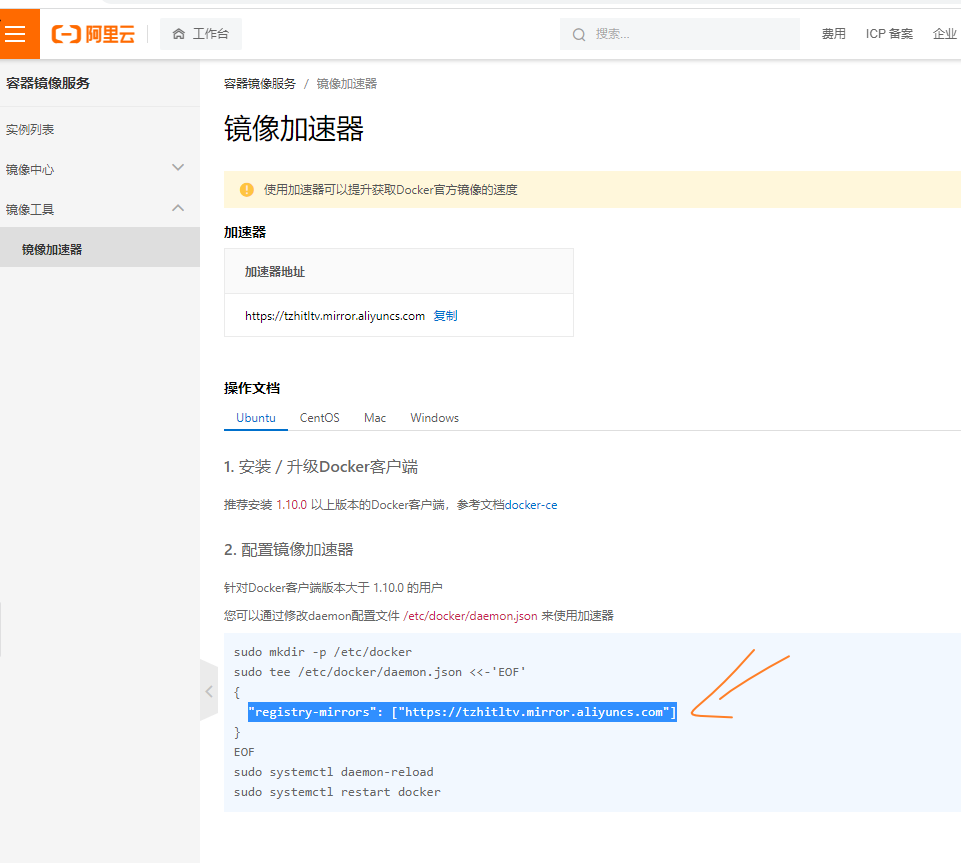 阿里云
工作台
搜索...
费用
ICP 备案
企业
容器镜像服务
实例列表
镜像中心
镜像工具
镜像加速器
容器镜像服务 / 镜像加速器
镜像加速器
使用加速器可以提升获取Docker官方镜像的速度
加速器
加速器地址
https://tzhitltv.mirror.aliyuncs.com 复制
操作文档
Ubuntu CentOS Mac Windows
1. 安装 / 升级Docker客户端
推荐安装 1.10.0 以上版本的Docker客户端，参考文档docker-ce
2. 配置镜像加速器
针对Docker客户端版本大于 1.10.0 的用户
您可以通过修改daemon配置文件 /etc/docker/daemon.json 来使用加速器
sudo mkdir -p /etc/docker
sudo tee /etc/docker/daemon.json <<-'EOF'
{
"registry-mirrors": ["https://tzhitltv.mirror.aliyuncs.com"]
}
EOF
sudo systemctl daemon-reload
sudo systemctl restart docker